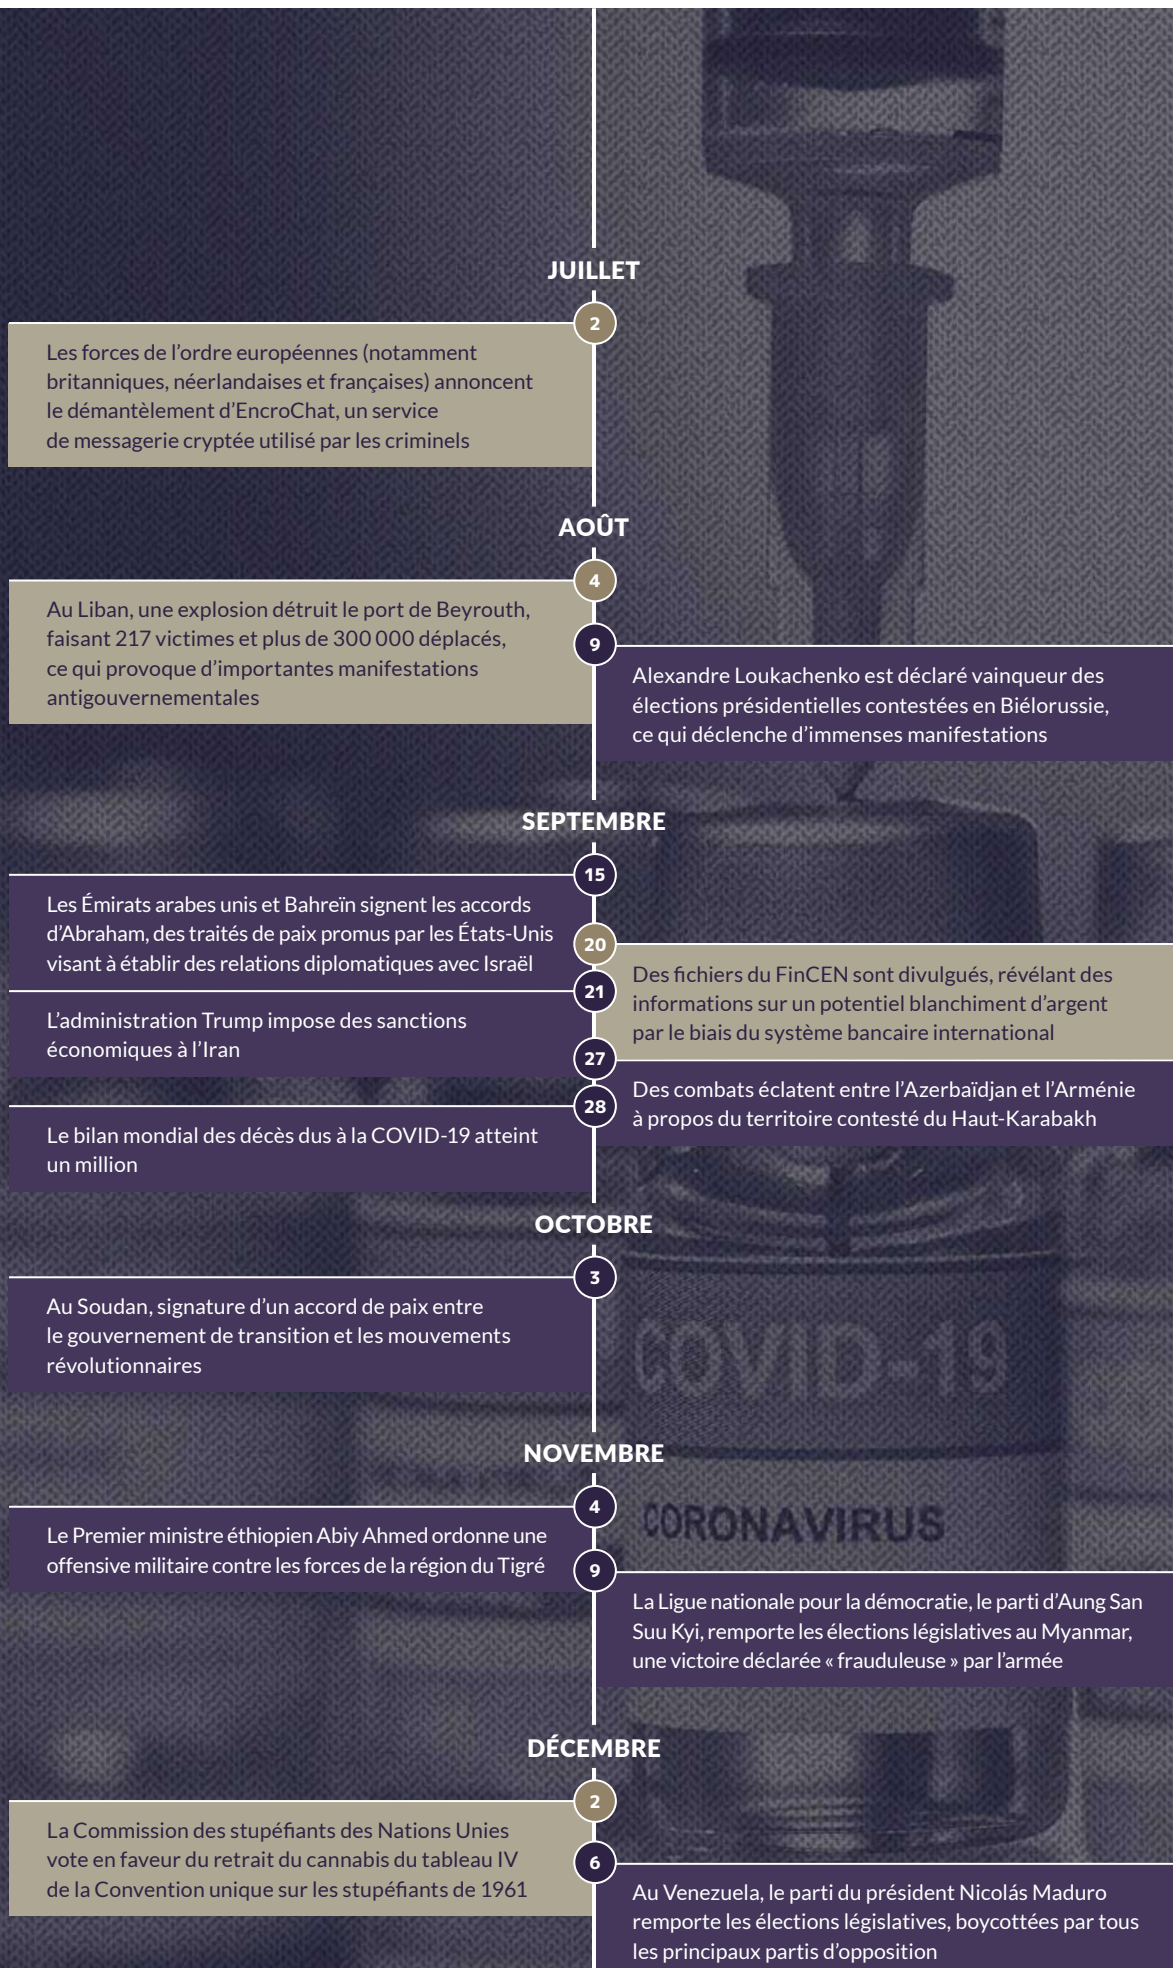 JUILLET
2
Les forces de l’ordre européennes (notamment
britanniques, néerlandaises et françaises) annoncent
le démantèlement d’EncroChat, un service
de messagerie cryptée utilisé par les criminels
AOÛT
4
Au Liban, une explosion détruit le port de Beyrouth,
faisant 217 victimes et plus de 300 000 déplacés,
ce qui provoque d’importantes manifestations
antigouvernementales
9
Alexandre Loukachenko est déclaré vainqueur des
élections présidentielles contestées en Biélorussie,
ce qui déclenche d’immenses manifestations
SEPTEMBRE
15
Les Émirats arabes unis et Bahreïn signent les accords
d’Abraham, des traités de paix promus par les États-Unis
visant à établir des relations diplomatiques avec Israël
20
Des fichiers du FinCEN sont divulgués, révélant des
informations sur un potentiel blanchiment d’argent
par le biais du système bancaire international
21
L’administration Trump impose des sanctions
économiques à l’Iran
27
Des combats éclatent entre l’Azerbaïdjan et l’Arménie
à propos du territoire contesté du Haut-Karabakh
28
Le bilan mondial des décès dus à la COVID-19 atteint
un million
OCTOBRE
3
Au Soudan, signature d’un accord de paix entre
le gouvernement de transition et les mouvements
révolutionnaires
COVID-19
NOVEMBRE
4
Le Premier ministre éthiopien Abiy Ahmed ordonne une
offensive militaire contre les forces de la région du Tigré
CORONAVIRUS
9
La Ligue nationale pour la démocratie, le parti d’Aung San
Suu Kyi, remporte les élections législatives au Myanmar,
une victoire déclarée « frauduleuse » par l’armée
DÉCEMBRE
2
La Commission des stupéfiants des Nations Unies
vote en faveur du retrait du cannabis du tableau IV
de la Convention unique sur les stupéfiants de 1961
6
Au Venezuela, le parti du président Nicolás Maduro
remporte les élections législatives, boycottées par tous
les principaux partis d’opposition